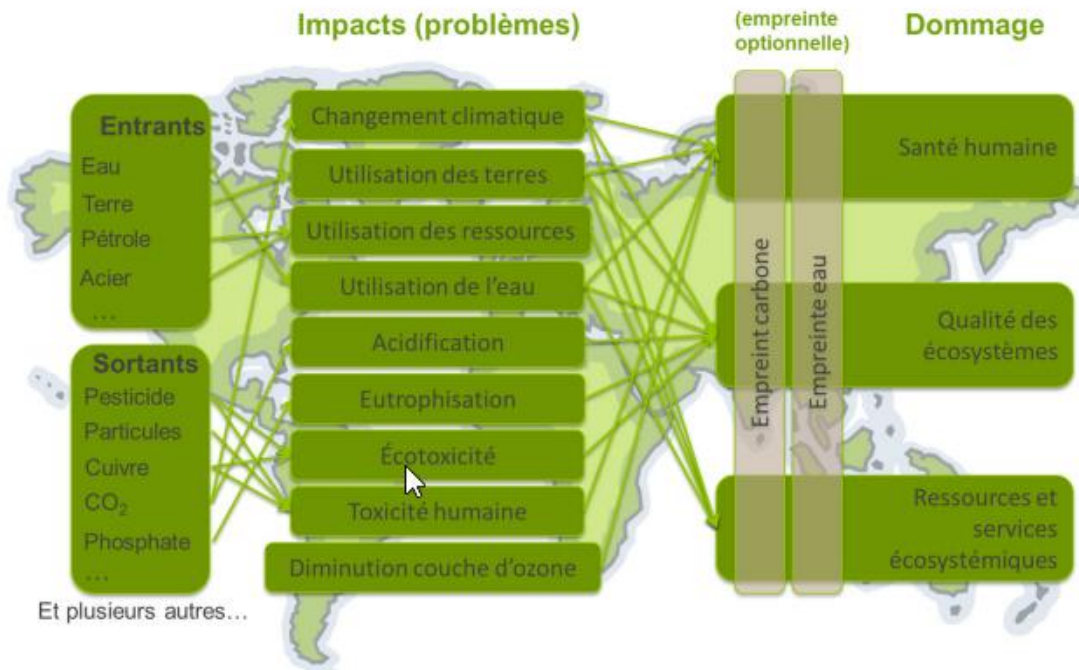 Impacts (problèmes)
(empreinte
optionnelle)
Dommage
Entrants
Eau
Terre
Pétrole
Acier
...
Sortants
Pesticide
Particules
Cuivre
CO₂
Phosphate
...
Et plusieurs autres...
Changement climatique
Utilisation des terres
Utilisation des ressources
Utilisation de l'eau
Acidification
Eutrophisation
Écotoxicité
Toxicité humaine
Diminution couche d'ozone
Empreint carbone
Empreinte eau
Santé humaine
Qualité des
écosystèmes
Ressources et
services
écosystémiques